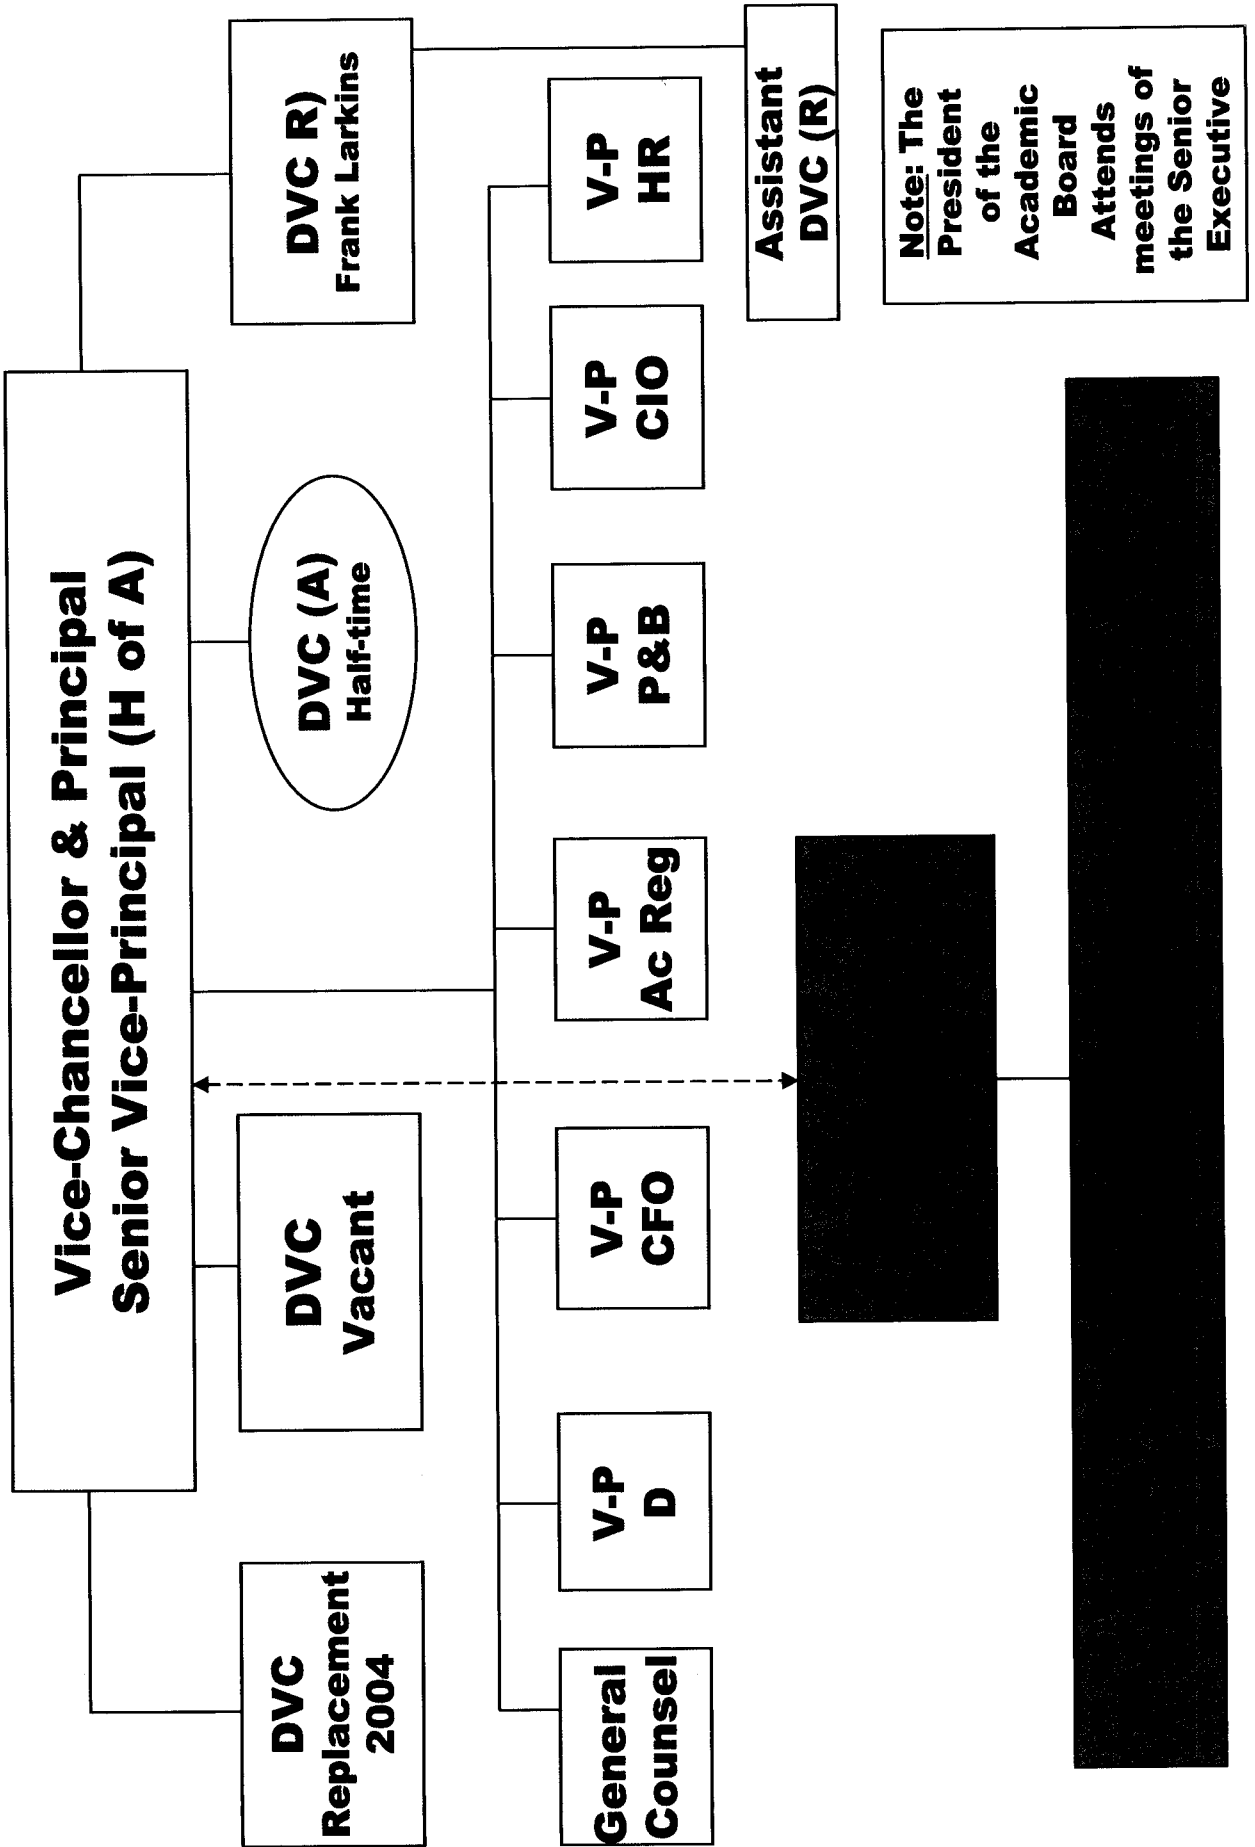 Vice-Chancellor & Principal
Senior Vice-Principal (H of A)
DVC
Replacement
2004
DVC
Vacant
DVC (A)
Half-time
DVC R)
Frank Larkins
General
Counsel
V-P
D
V-P
CFO
V-P
Ac Reg
V-P
P&B
V-P
CIO
V-P
HR
Assistant
DVC (R)
Note: The
President
of the
Academic
Board
Attends
meetings of
the Senior
Executive